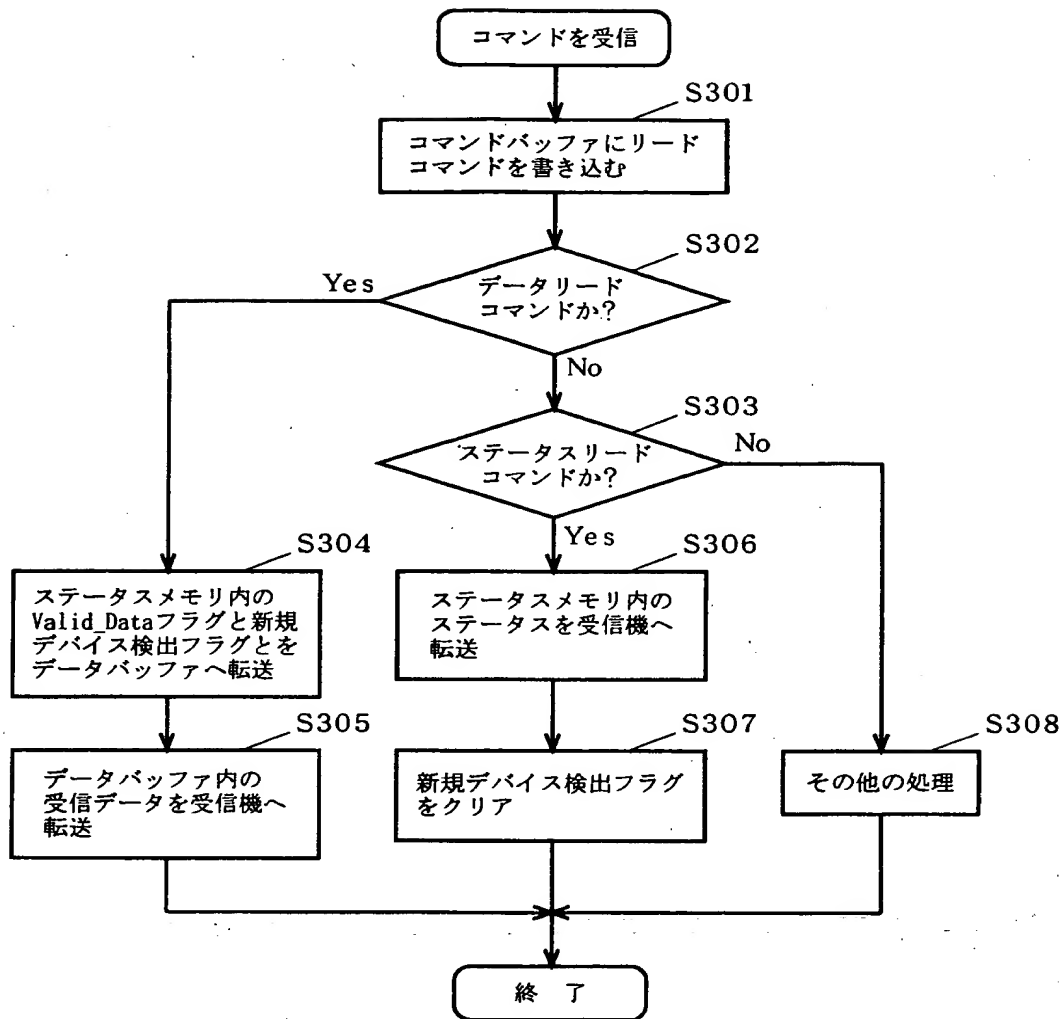 コマンドを受信
S301
コマンドバッファにリード
コマンドを書き込む
S302
データリード
コマンドか?
Yes
No
S303
ステータスリード
コマンドか?
No
Yes
S304
ステータスメモリ内の
Valid_Dataフラグと新規
デバイス検出フラグとを
データバッファへ転送
S306
ステータスメモリ内の
ステータスを受信機へ
転送
S305
データバッファ内の
受信データを受信機へ
転送
S307
新規デバイス検出フラグ
をクリア
S308
その他の処理
終 了